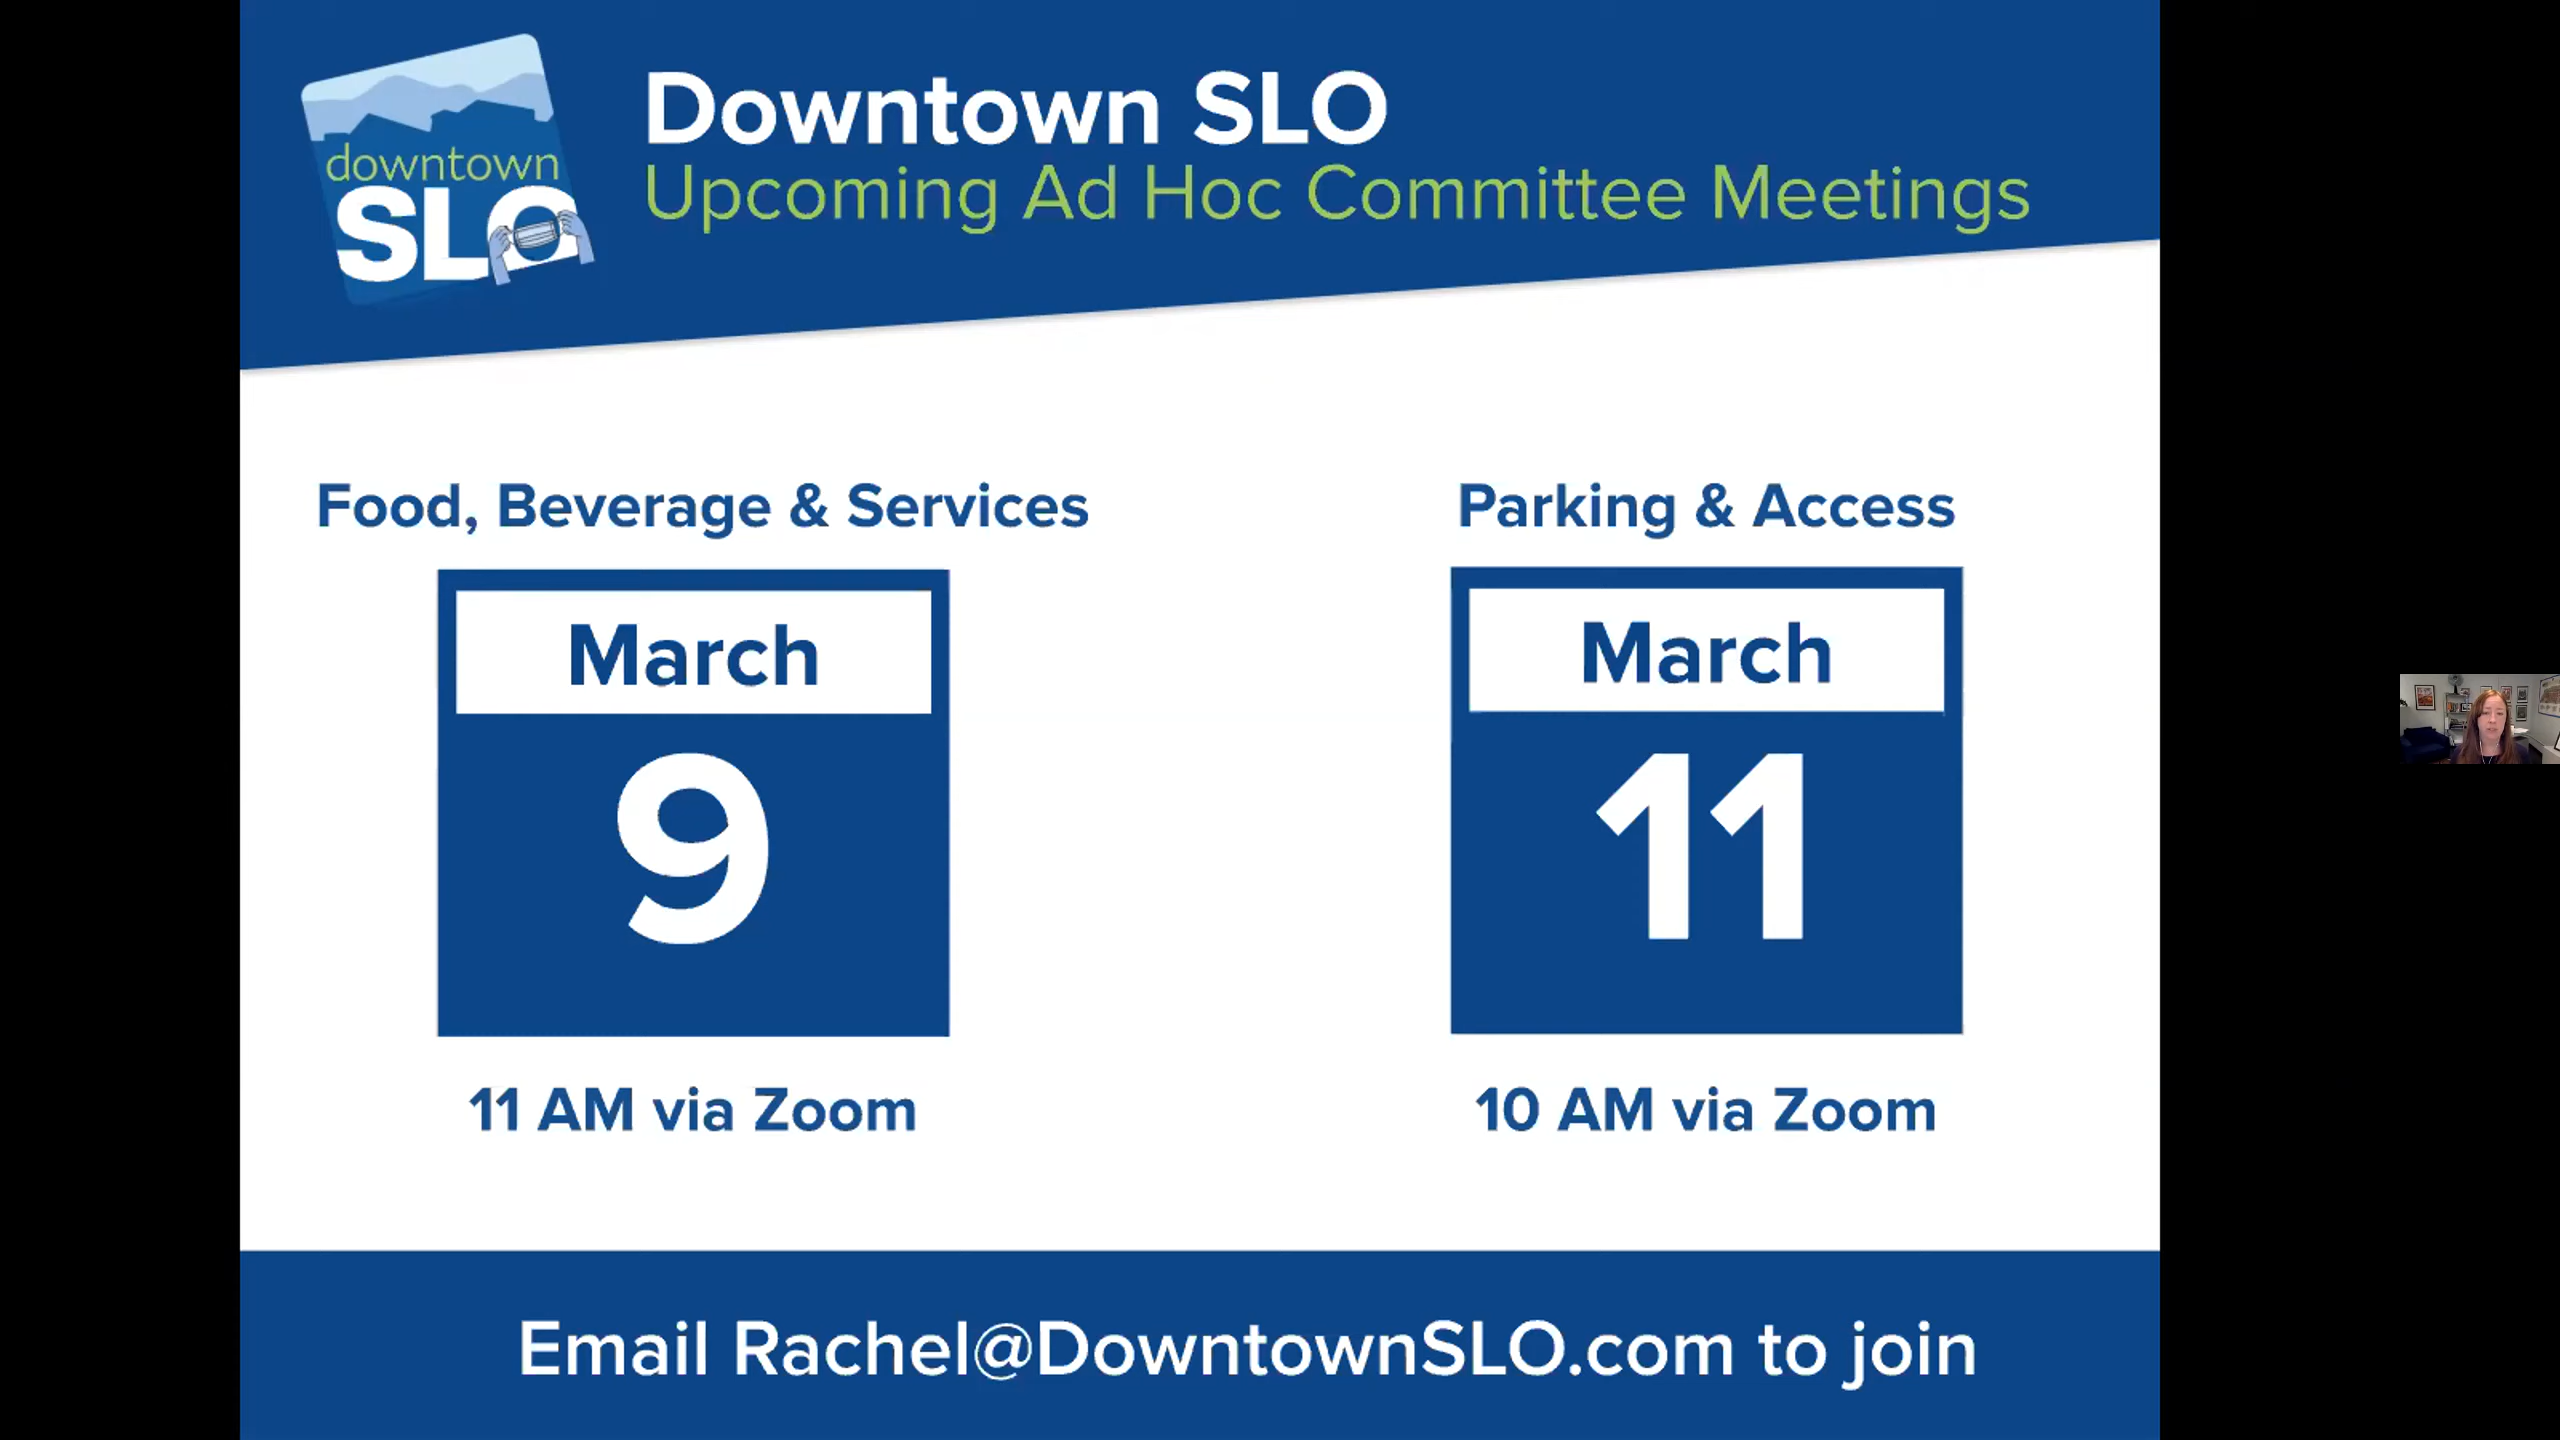 downtown
SLO
Downtown SLO
Upcoming Ad Hoc Committee Meetings
Food, Beverage & Services
March
9
11 AM via Zoom
Parking & Access
March
11
10 AM via Zoom
Email Rachel@DowntownSLO.com to join